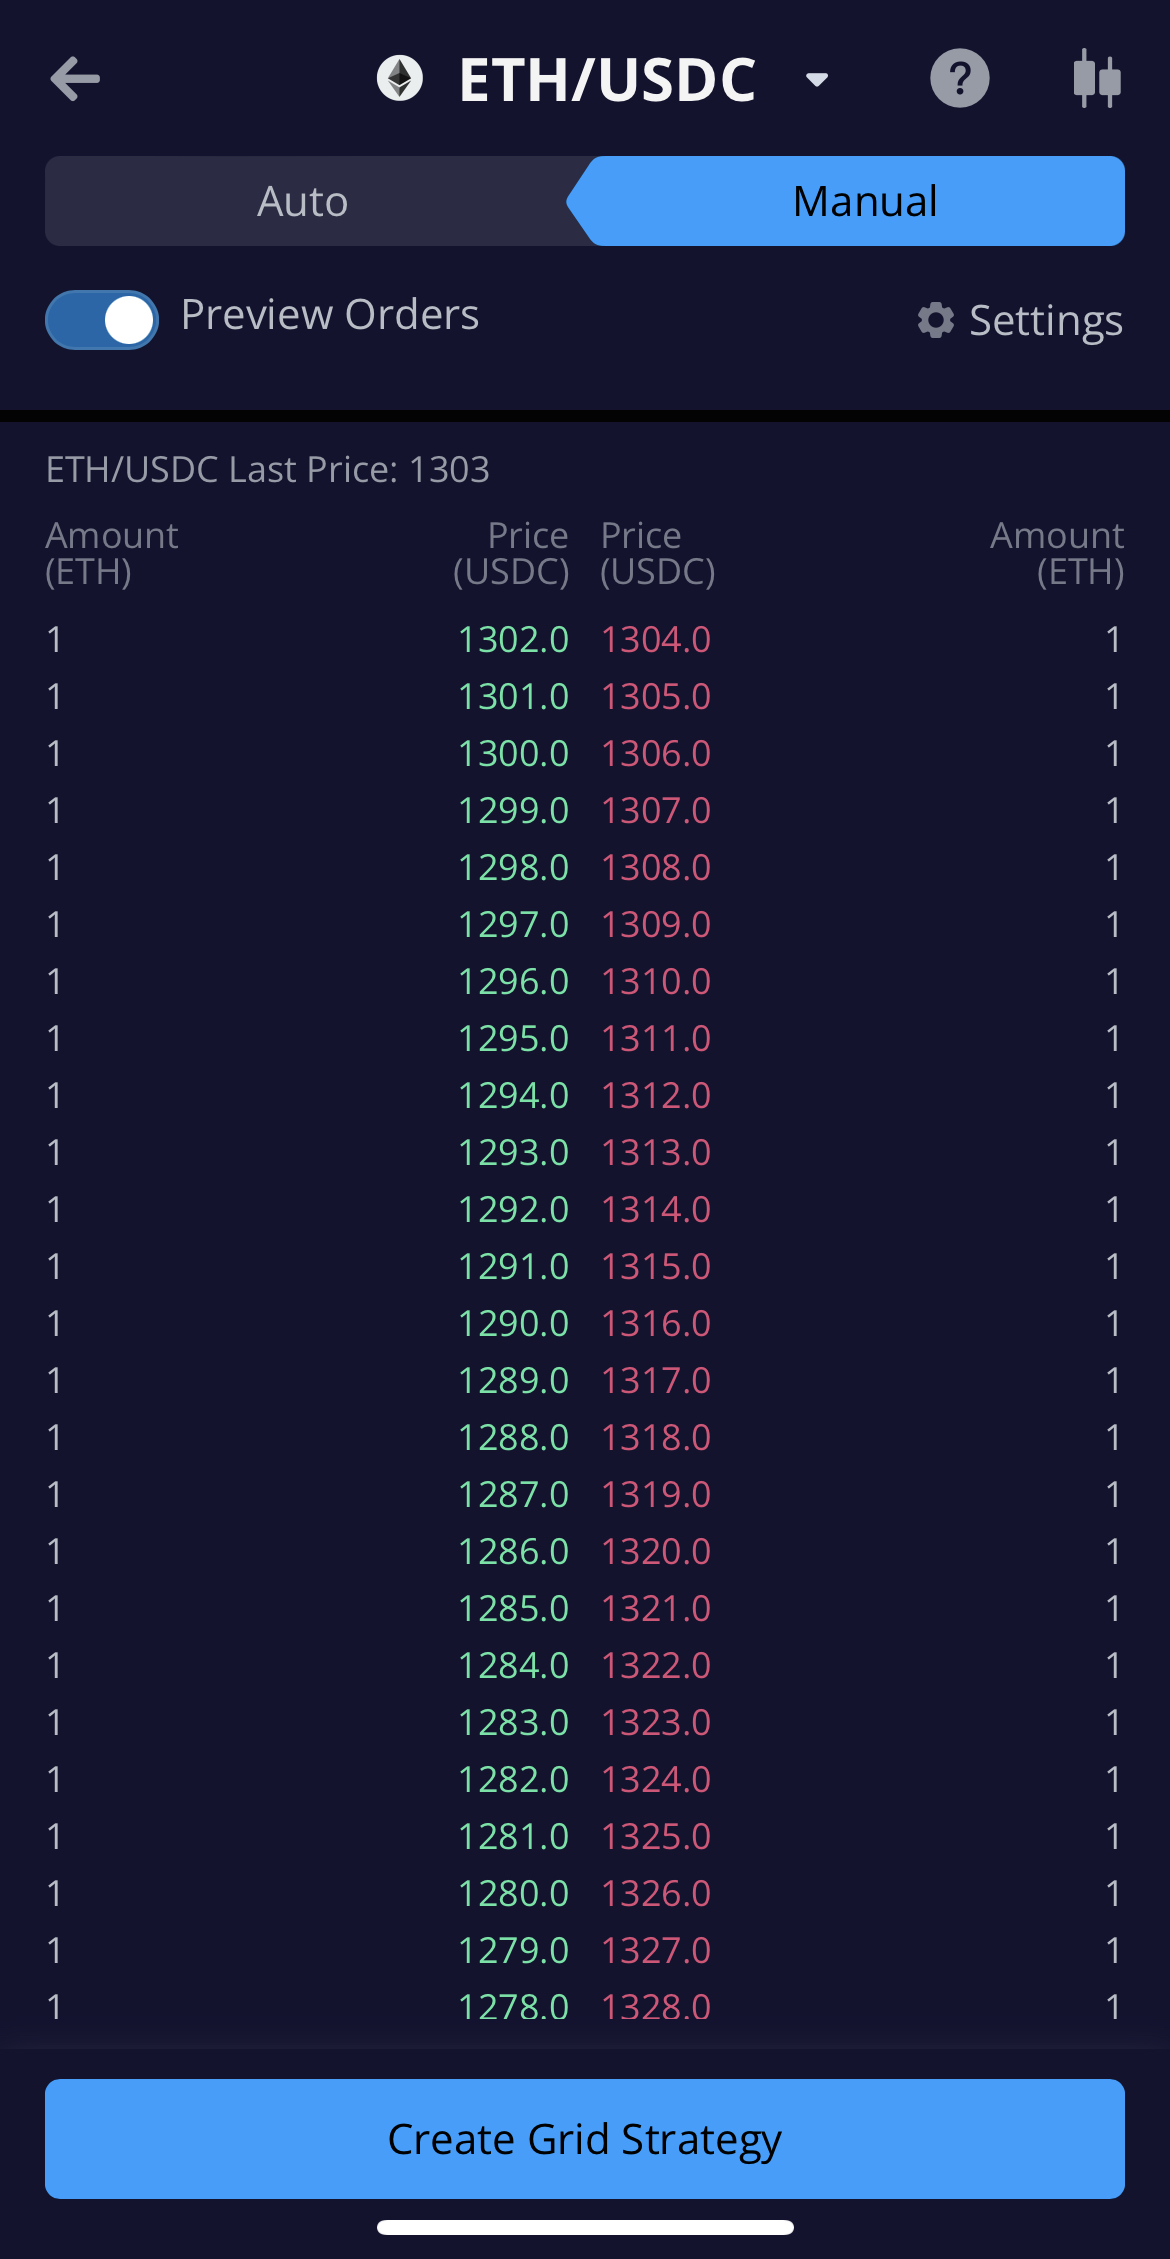 ETH/USDC
Auto Manual
Preview Orders Settings
ETH/USDC Last Price: 1303
Amount Price Price Amount
(ETH) (USDC) (USDC) (ETH)
1 1302.0 1304.0 1
1 1301.0 1305.0 1
1 1300.0 1306.0 1
1 1299.0 1307.0 1
1 1298.0 1308.0 1
1 1297.0 1309.0 1
1 1296.0 1310.0 1
1 1295.0 1311.0 1
1 1294.0 1312.0 1
1 1293.0 1313.0 1
1 1292.0 1314.0 1
1 1291.0 1315.0 1
1 1290.0 1316.0 1
1 1289.0 1317.0 1
1 1288.0 1318.0 1
1 1287.0 1319.0 1
1 1286.0 1320.0 1
1 1285.0 1321.0 1
1 1284.0 1322.0 1
1 1283.0 1323.0 1
1 1282.0 1324.0 1
1 1281.0 1325.0 1
1 1280.0 1326.0 1
1 1279.0 1327.0 1
1 1278.0 1328.0 1
Create Grid Strategy